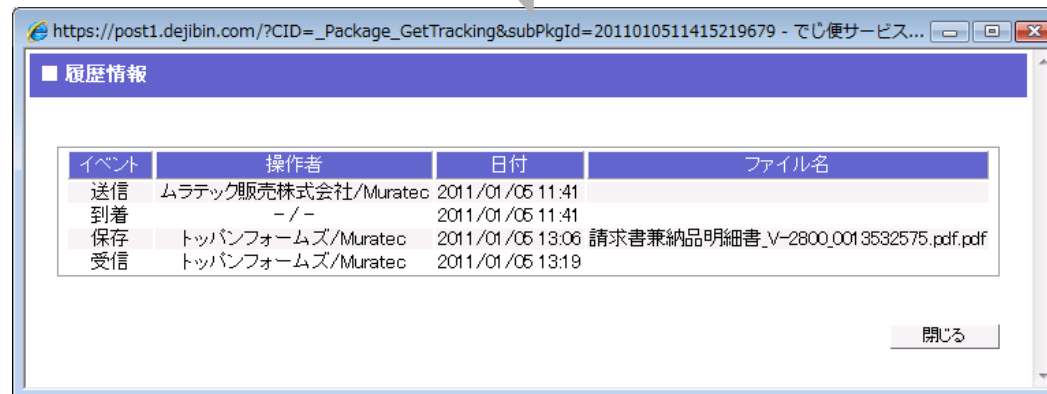 https://post1.dejibin.com/?CID=_Package_GetTracking&subPkgId=2011010511415219679 - でじ便サービス...
■ 履歴情報
イベント 操作者 日付 ファイル名
送信 ムラテック販売株式会社/Muratec 2011/01/05 11:41
到着 -/- 2011/01/05 11:41
保存 トッパンフォームズ/Muratec 2011/01/05 13:06 請求書兼納品明細書_V-2800_0013532575.pdf.pdf
受信 トッパンフォームズ/Muratec 2011/01/05 13:19
閉じる